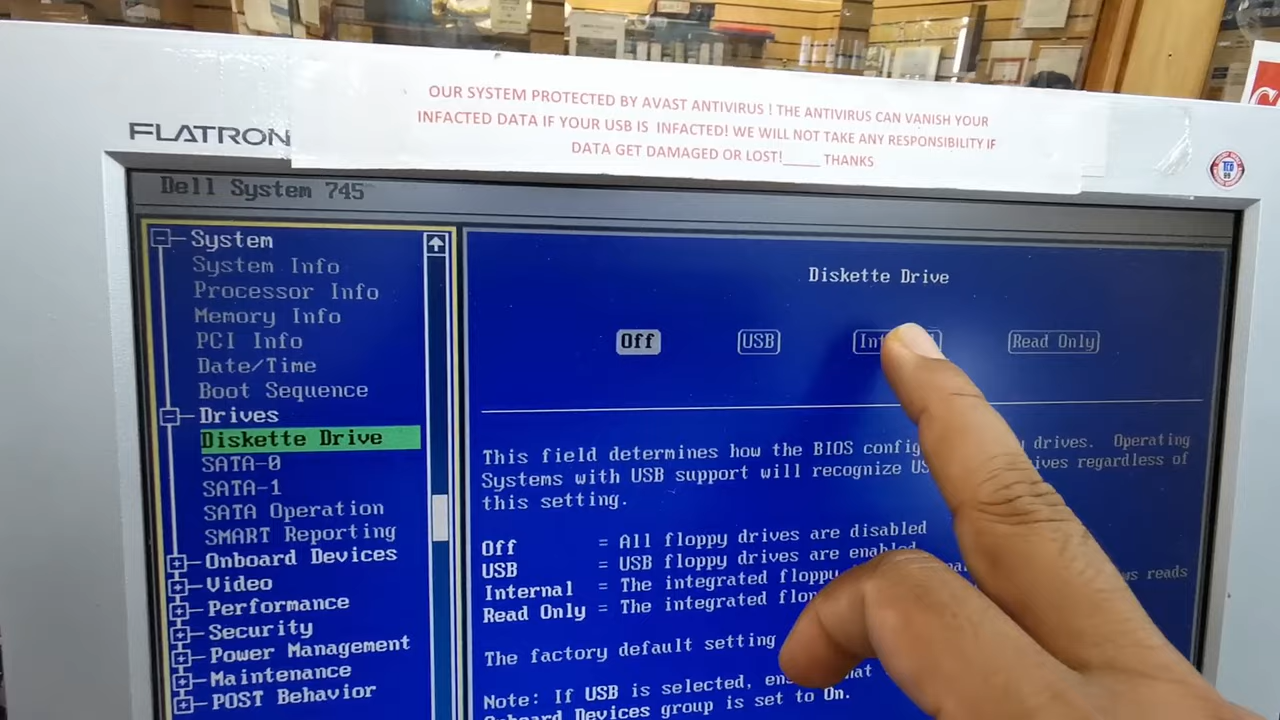 OUR SYSTEM PROTECTED BY AVAST ANTIVIRUS ! THE ANTIVIRUS CAN VANISH YOUR
INFACTED DATA IF YOUR USB IS INFACTED! WE WILL NOT TAKE ANY RESPONSIBILITY IF
DATA GET DAMAGED OR LOST!_____ THANKS
FLATRON
Dell System 745
System
System Info
Processor Info
Memory Info
PCI Info
Date/Time
Boot Sequence
Drives
Diskette Drive
SATA-0
SATA-1
SATA Operation
SMART Reporting
Onboard Devices
Video
Performance
Security
Power Management
Maintenance
POST Behavior
Diskette Drive
Off USB Read Only
This field determines how the BIOS drives. Operating
Systems with USB support will recognize regardless of
this setting.
Off = All floppy drives are disabled
USB = USB floppy drives are enabled
Internal = The integrated floppy
Read Only = The integrated reads
The factory default setting
Note: If USB is selected,
Onboard Devices group is set to On.